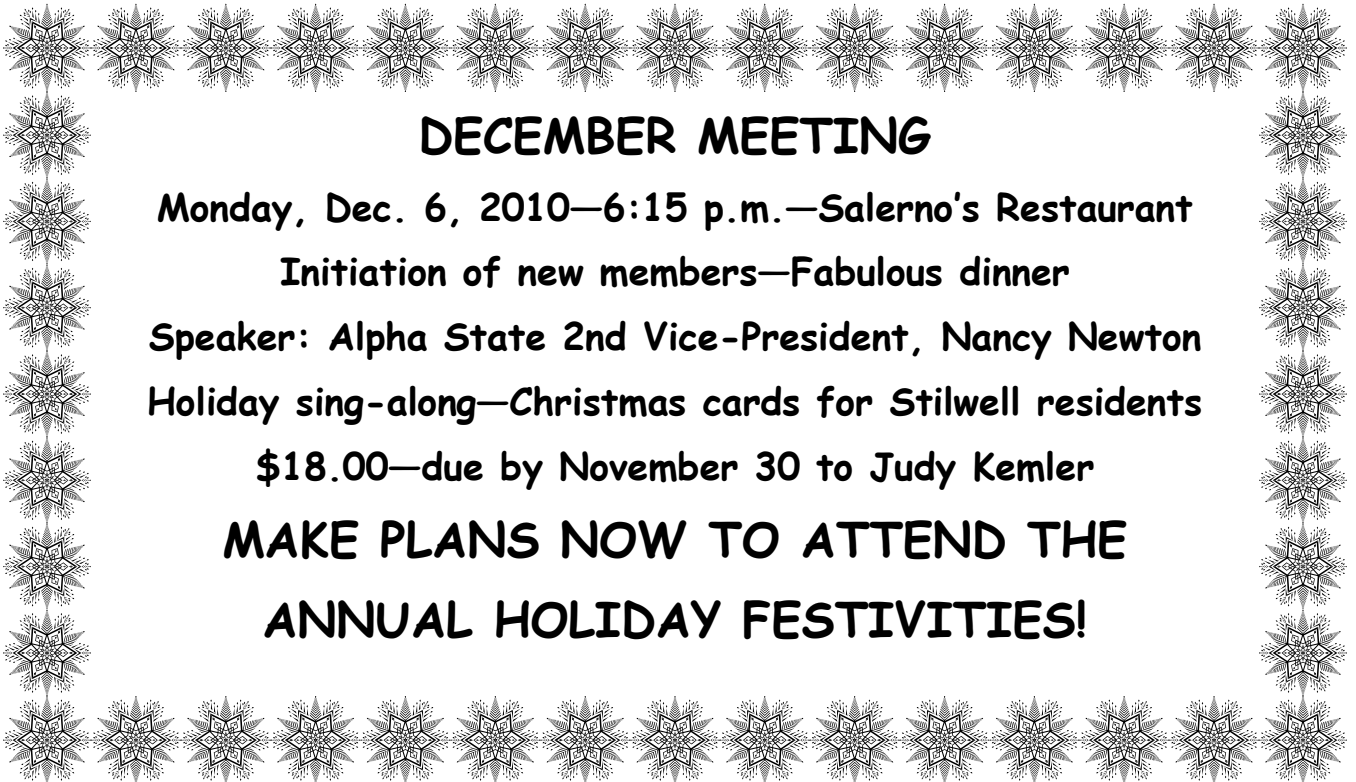 DECEMBER MEETING
Monday, Dec. 6, 2010—6:15 p.m.—Salerno's Restaurant
Initiation of new members—Fabulous dinner
Speaker: Alpha State 2nd Vice-President, Nancy Newton
Holiday sing-along—Christmas cards for Stilwell residents
$18.00—due by November 30 to Judy Kemler
MAKE PLANS NOW TO ATTEND THE
ANNUAL HOLIDAY FESTIVITIES!